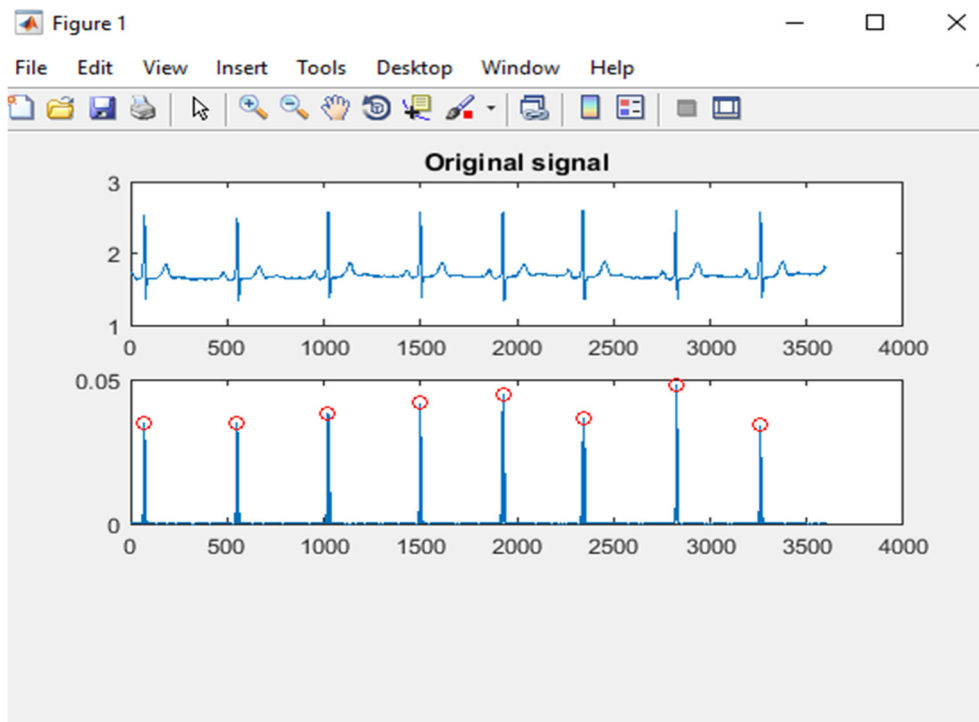 Figure 1
File Edit View Insert Tools Desktop Window Help
Original signal
3
2
1
0 500 1000 1500 2000 2500 3000 3500 4000
0.05
0
0 500 1000 1500 2000 2500 3000 3500 4000